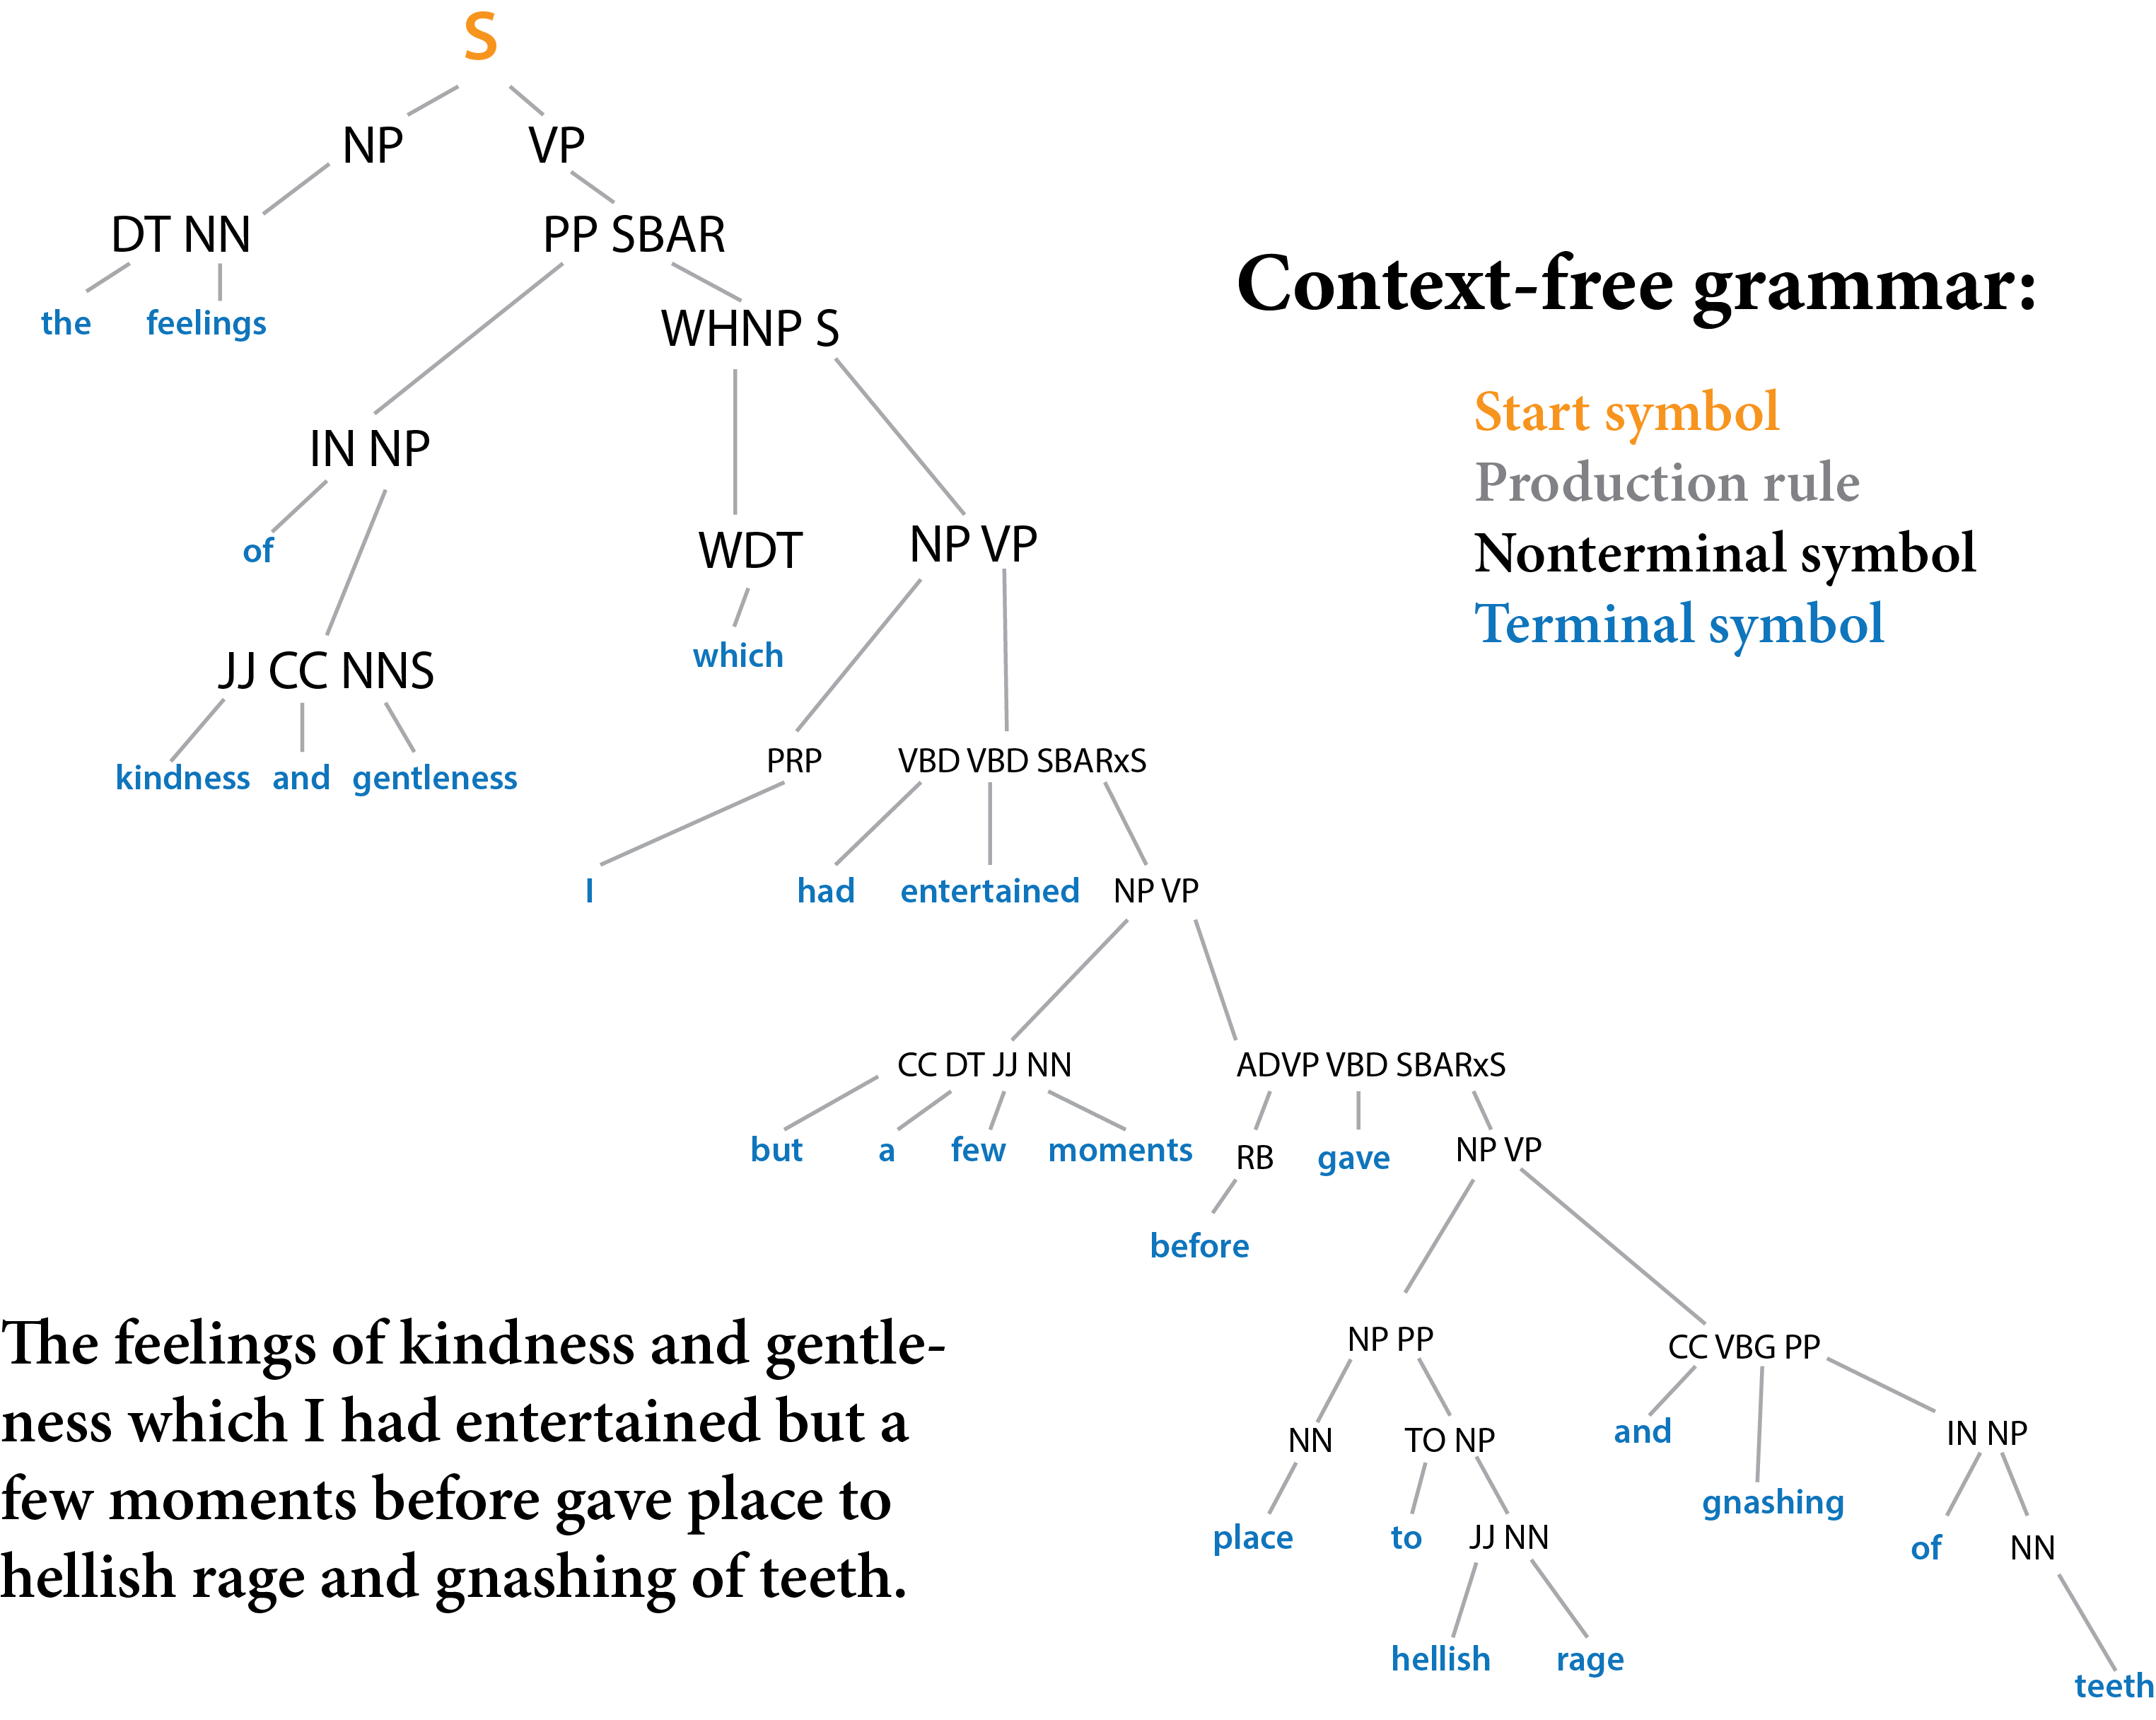 S
NP VP
DT NN PP SBAR
Context-free grammar:
the feelings WHNP S
Start symbol
IN NP
Production rule
of WDT NP VP
Nonterminal symbol
Terminal symbol
JJ CC NNS which
kindness and gentleness PRP VBD VBD SBARxS
I had entertained NP VP
CC DT JJ NN ADVP VBD SBARxS
but a few moments RB gave NP VP
before
NP PP CC VBG PP
NN TO NP and IN NP
gnashing
place to JJ NN of NN
hellish rage
teeth
The feelings of kindness and gentle-
ness which I had entertained but a
few moments before gave place to
hellish rage and gnashing of teeth.